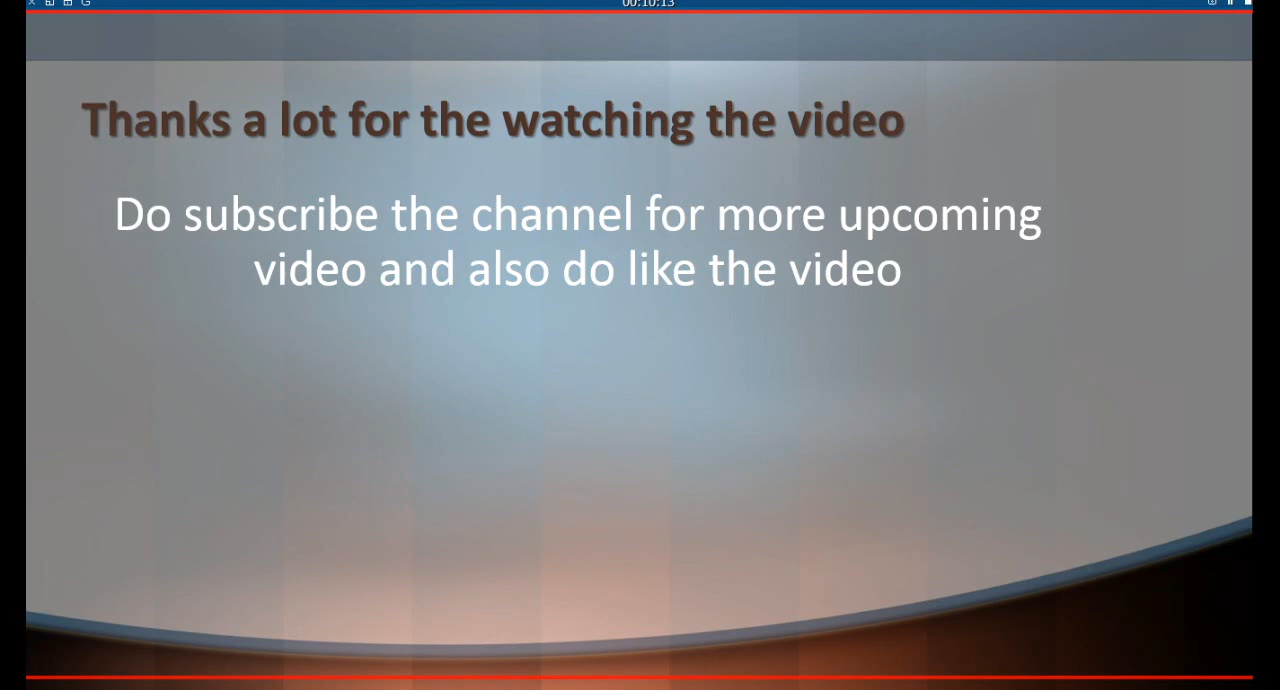 00:10:13
Thanks a lot for the watching the video
Do subscribe the channel for more upcoming
video and also do like the video